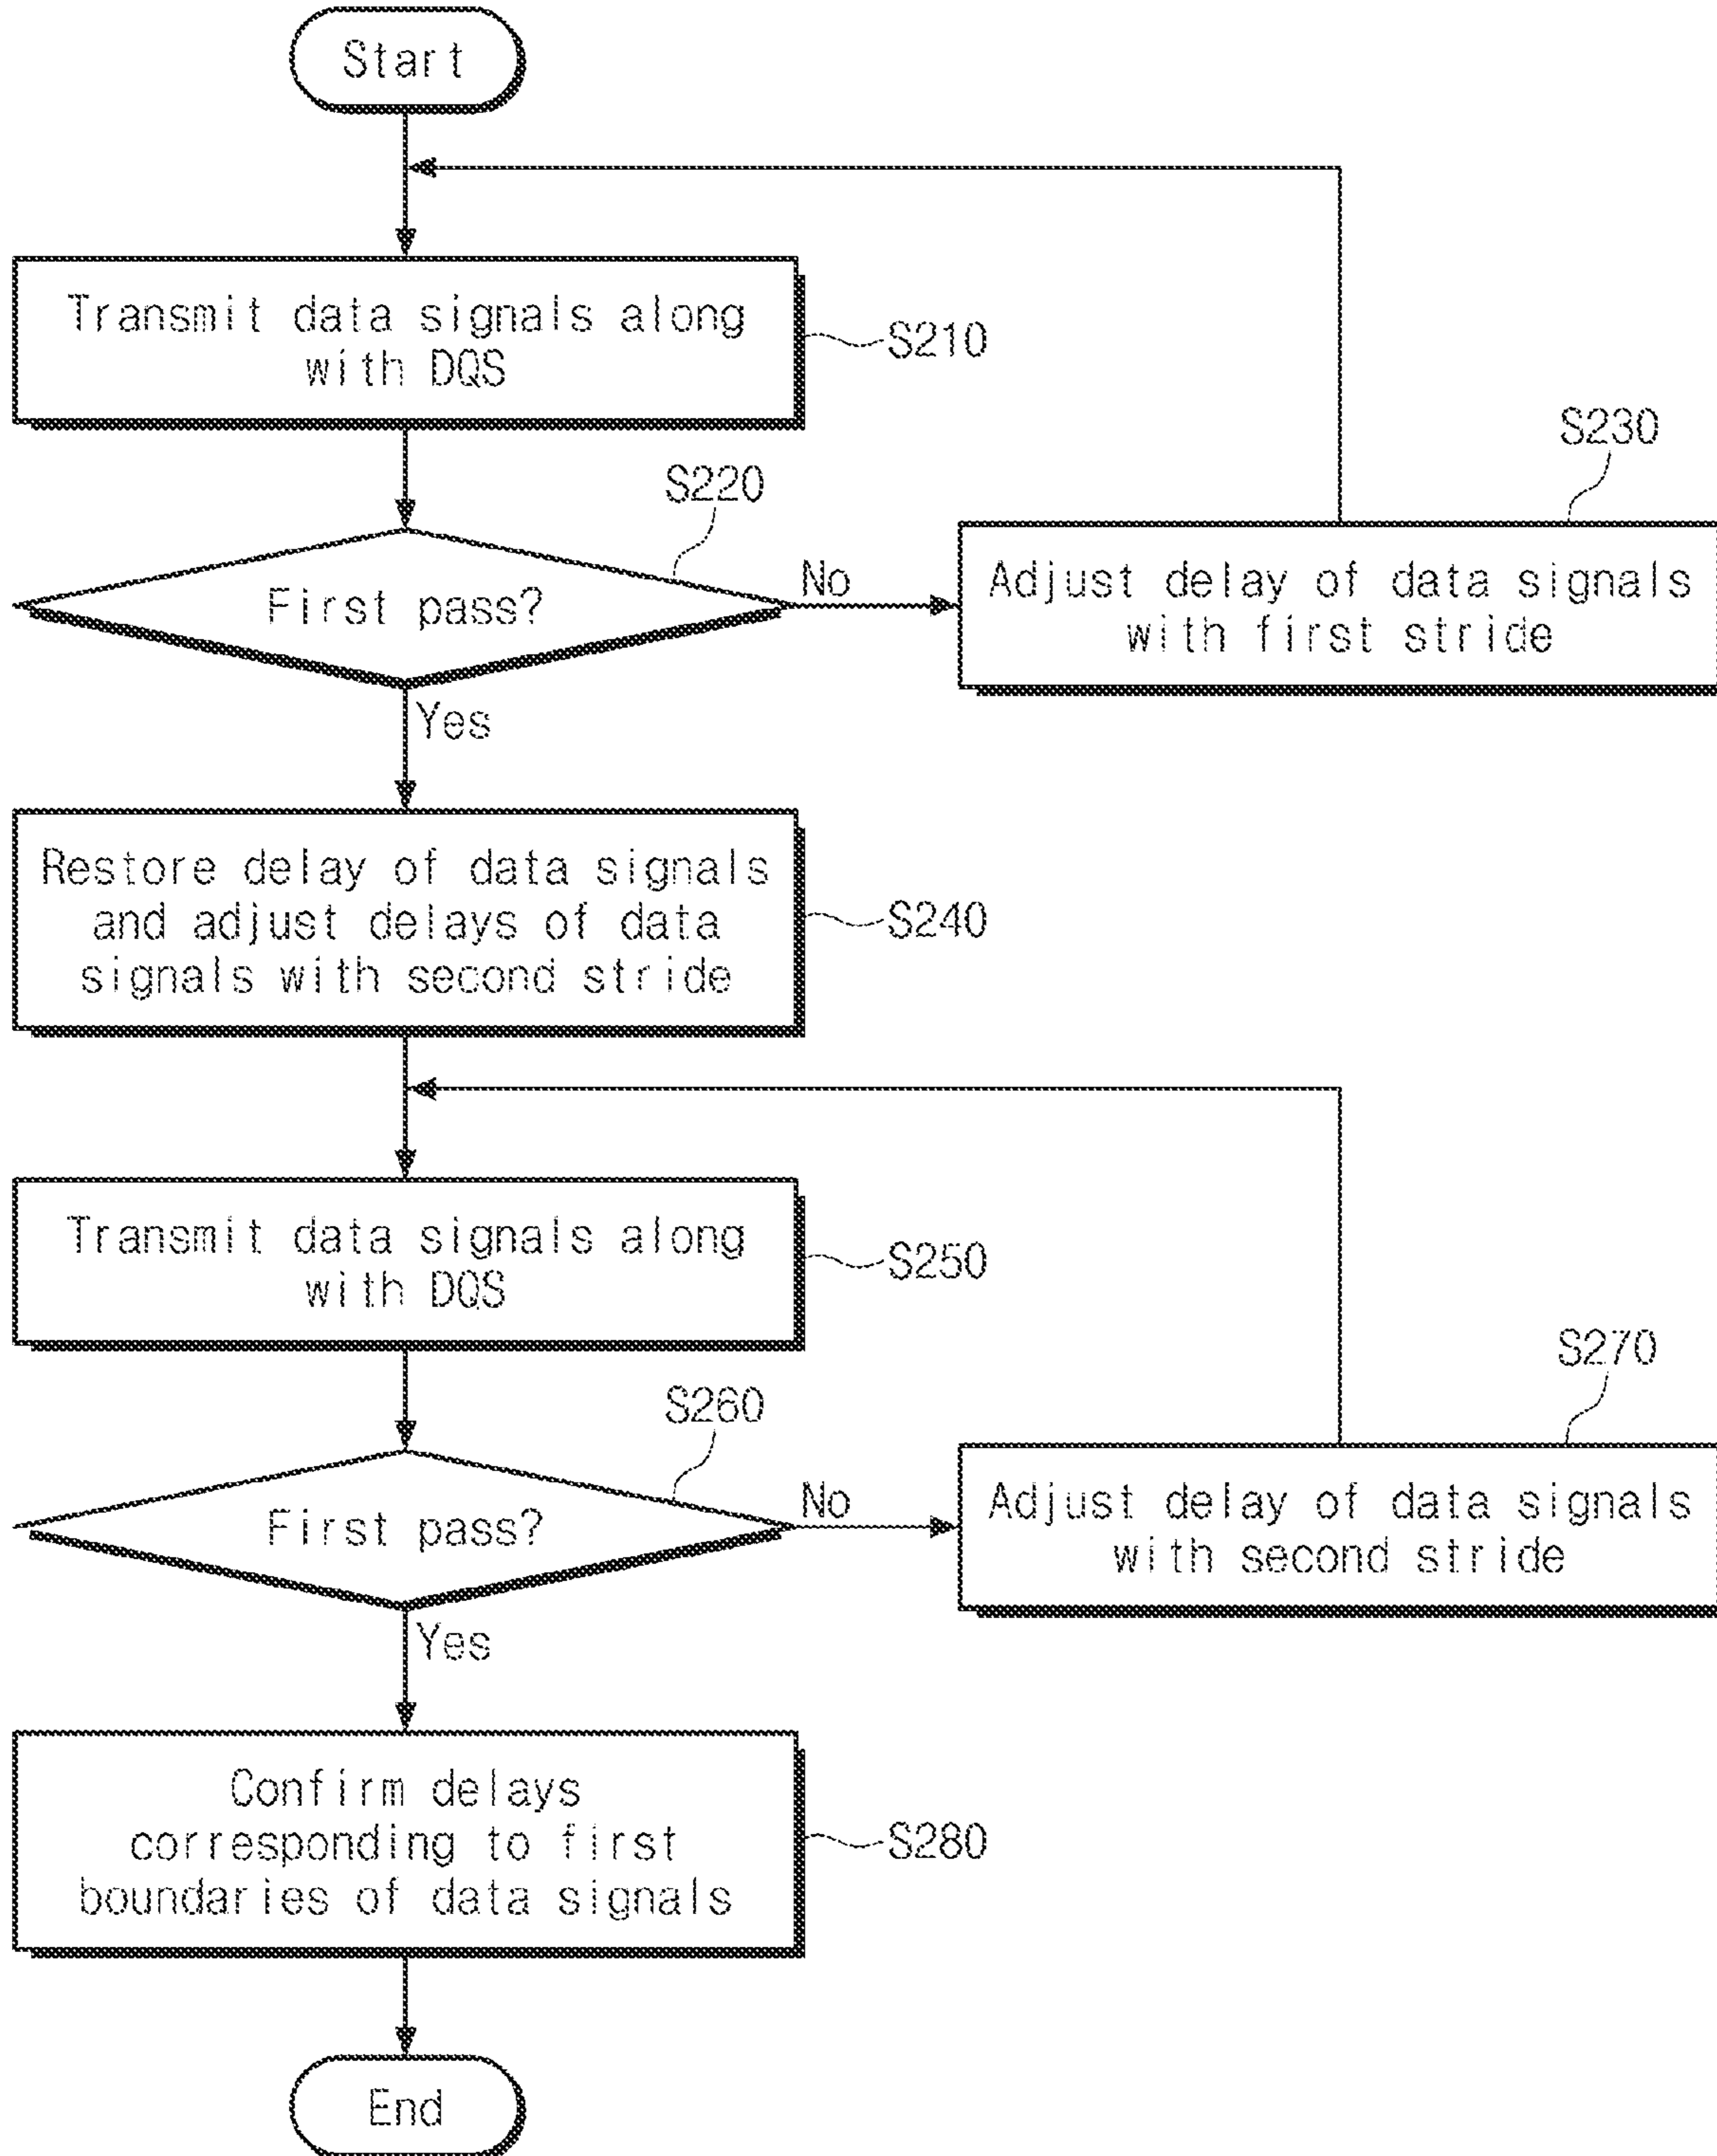 Start
Transmit data signals along
with DQS
S210
S220
First pass?
No
Yes
S230
Adjust delay of data signals
with first stride
Restore delay of data signals
and adjust delays of data
signals with second stride
S240
Transmit data signals along
with DQS
S250
S260
First pass?
No
Yes
S270
Adjust delay of data signals
with second stride
Confirm delays
corresponding to first
boundaries of data signals
S280
End